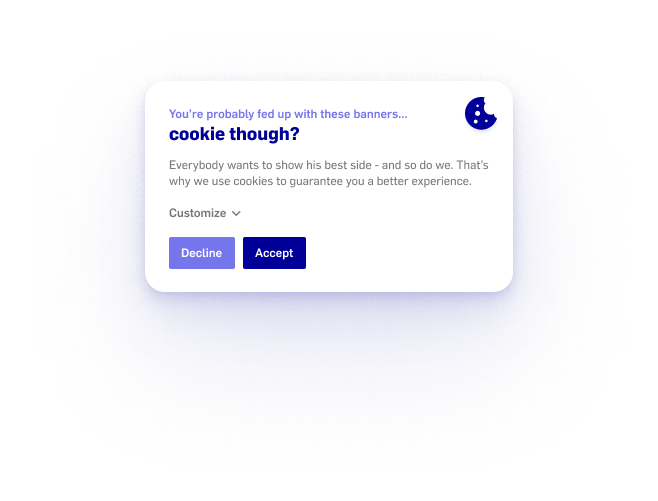 You're probably fed up with these banners...
cookie though?
Everybody wants to show his best side - and so do we. That's
why we use cookies to guarantee you a better experience.
Customize
Decline
Accept